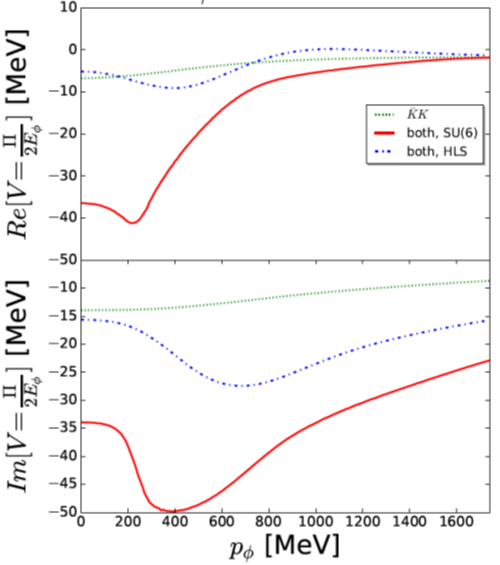 ϕ
10
0
−10
−20
−30
−40
−50
Re[V = Π/2E_ϕ] [MeV]
K̄K
both, SU(6)
both, HLS
−10
−15
−20
−25
−30
−35
−40
−45
−50
Im[V = Π/2E_ϕ] [MeV]
0 200 400 600 800 1000 1200 1400 1600
p_ϕ [MeV]